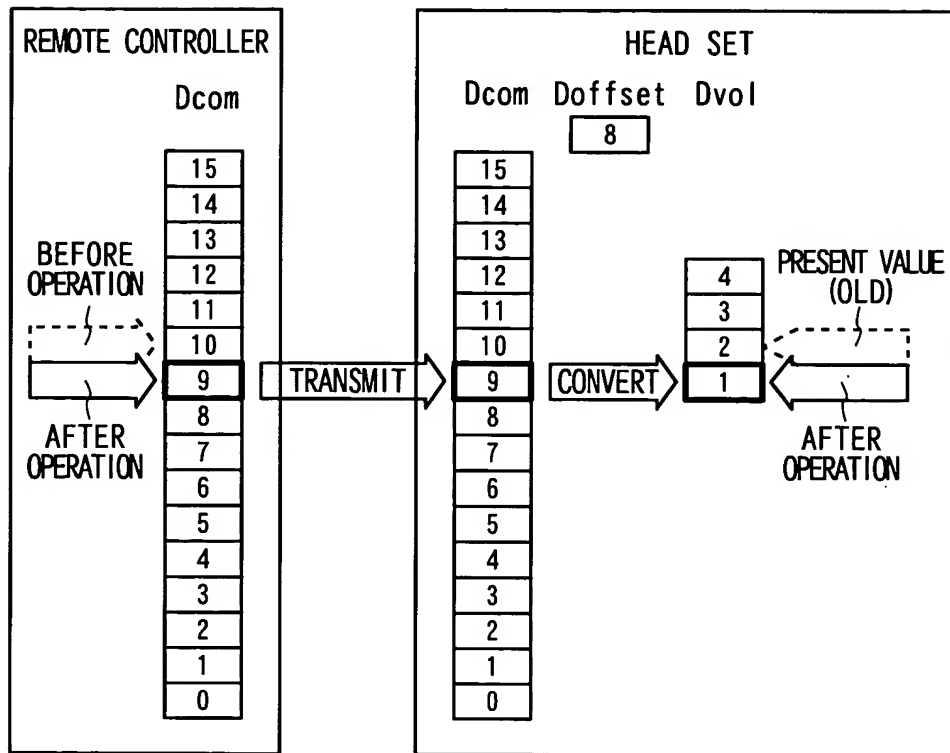 REMOTE CONTROLLER
Dcom
15
14
13
12
11
10
9
8
7
6
5
4
3
2
1
0
BEFORE
OPERATION
AFTER
OPERATION
TRANSMIT
HEAD SET
Dcom Doffset Dvol
8
15
14
13
12
11
10
9
8
7
6
5
4
3
2
1
0
CONVERT
4
3
2
1
PRESENT VALUE
(OLD)
AFTER
OPERATION